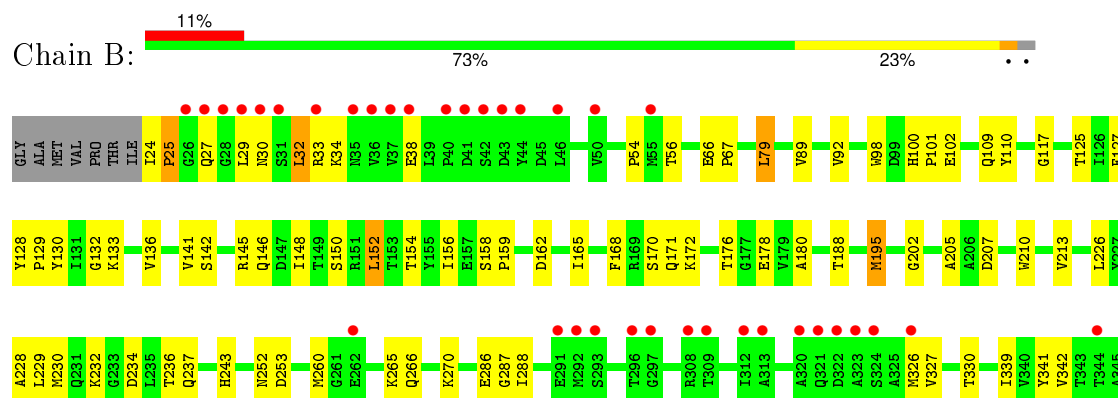 11%
Chain B:
73% 23% • •
GLY ALA MET VAL PRO THR ILE I24 P25 G26 Q27 G28 L29 N30 S31 L32 R33 K34 N35 V36 V37 E38 L39 P40 D41 S42 D43 Y44 D45 L46 V50 P54 M55 T56 E66 P67 L79 V89 V92 W98 D99 H100 P101 E102 Q109 Y110 G117 T125 I126 E127
Y128 P129 Y130 I131 G132 K133 V136 V141 S142 R145 Q146 D147 I148 T149 S150 R151 L152 T153 T154 Y155 I156 E157 S158 P159 D162 I165 F168 R169 S170 Q171 K172 T176 G177 E178 V179 A180 T188 M195 G202 A205 A206 D207 W210 V213 L226 Y227
A228 L229 M230 Q231 K232 G233 D234 L235 T236 Q237 H243 N252 D253 M260 G261 E262 K265 Q266 K270 E286 G287 I288 E291 M292 S293 T296 G297 R308 T309 I312 A313 A320 Q321 D322 A323 S324 A325 M326 V327 T330 I339 V340 Y341 V342 T343 T344 A345